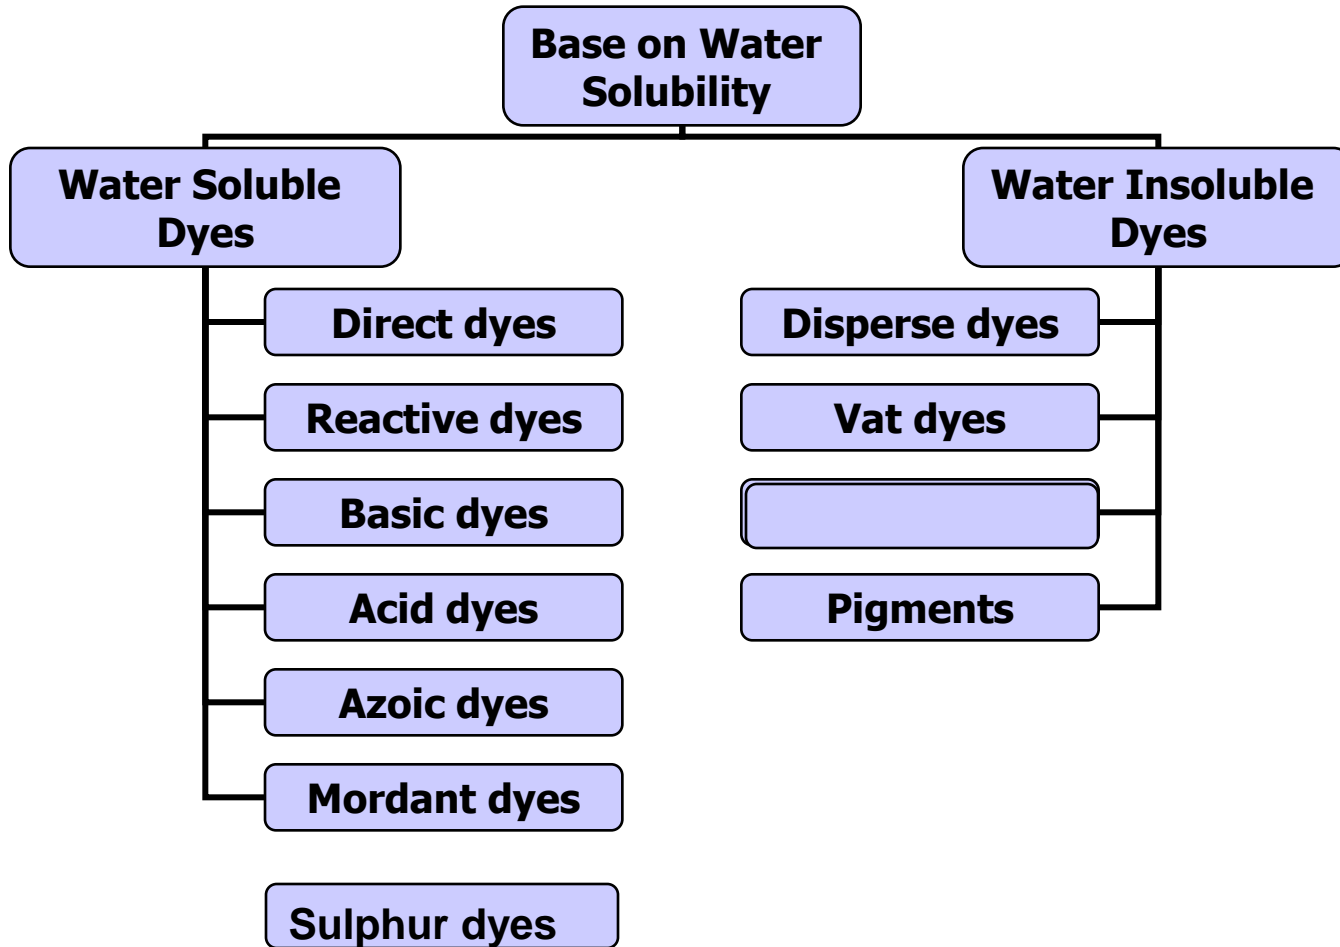 Base on Water
Solubility
Water Soluble
Dyes
Water Insoluble
Dyes
Direct dyes
Disperse dyes
Reactive dyes
Vat dyes
Basic dyes
Acid dyes
Pigments
Azoic dyes
Mordant dyes
Sulphur dyes